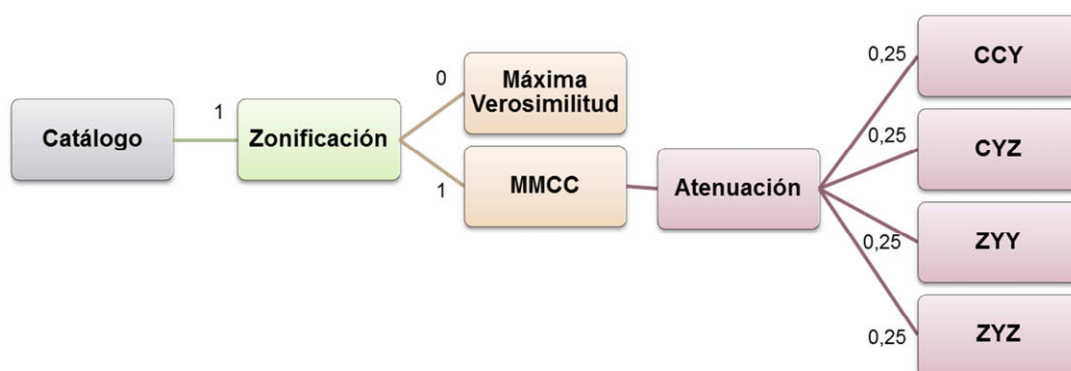 Catálogo
1
Zonificación
0
Máxima
Verosimilitud
1
MMCC
Atenuación
0,25
CCY
0,25
CYZ
0,25
ZYY
0,25
ZYZ